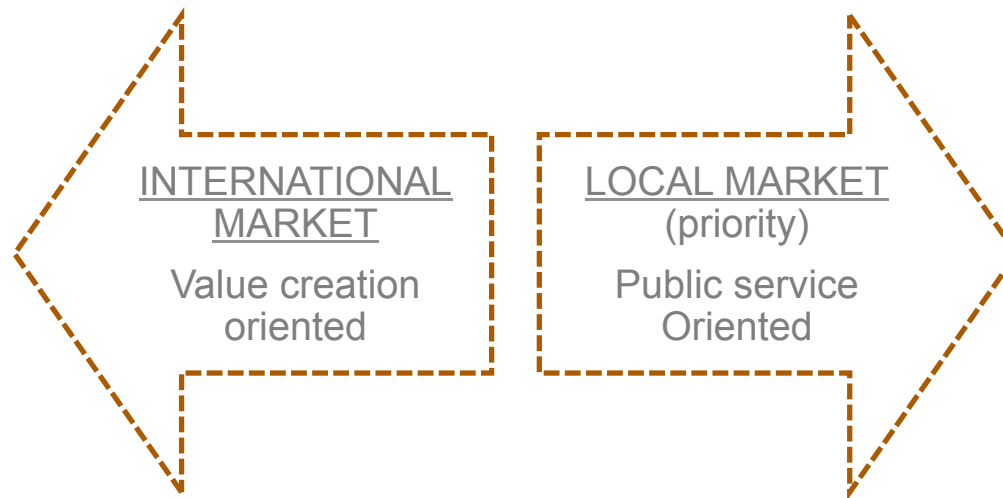 INTERNATIONAL
MARKET
Value creation
oriented
LOCAL MARKET
(priority)
Public service
Oriented